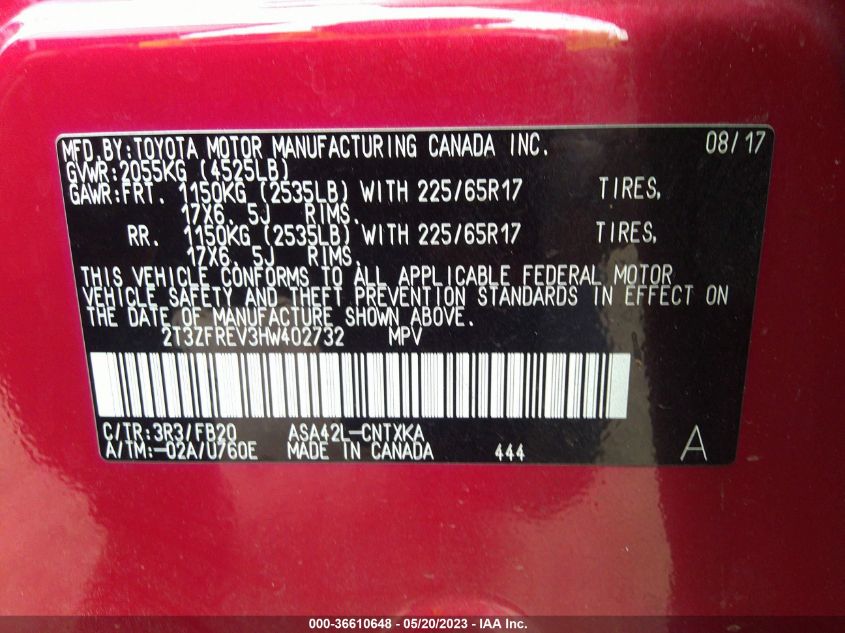 MFD.BY:TOYOTA MOTOR MANUFACTURING CANADA INC. 08/17
GVWR:2055KG (4525LB)
GAWR:FRT. 1150KG (2535LB) WITH 225/65R17 TIRES,
17X6.5J RIMS.
RR. 1150KG (2535LB) WITH 225/65R17 TIRES,
17X6.5J RIMS.
THIS VEHICLE CONFORMS TO ALL APPLICABLE FEDERAL MOTOR
VEHICLE SAFETY AND THEFT PREVENTION STANDARDS IN EFFECT ON
THE DATE OF MANUFACTURE SHOWN ABOVE.
2T3ZFREV3HW402732 MPV
C/TR:3R3/FB20 ASA42L-CNTXKA
A/TM:-02A/U760E MADE IN CANADA 444 A
000-36610648 - 05/20/2023 - IAA Inc.